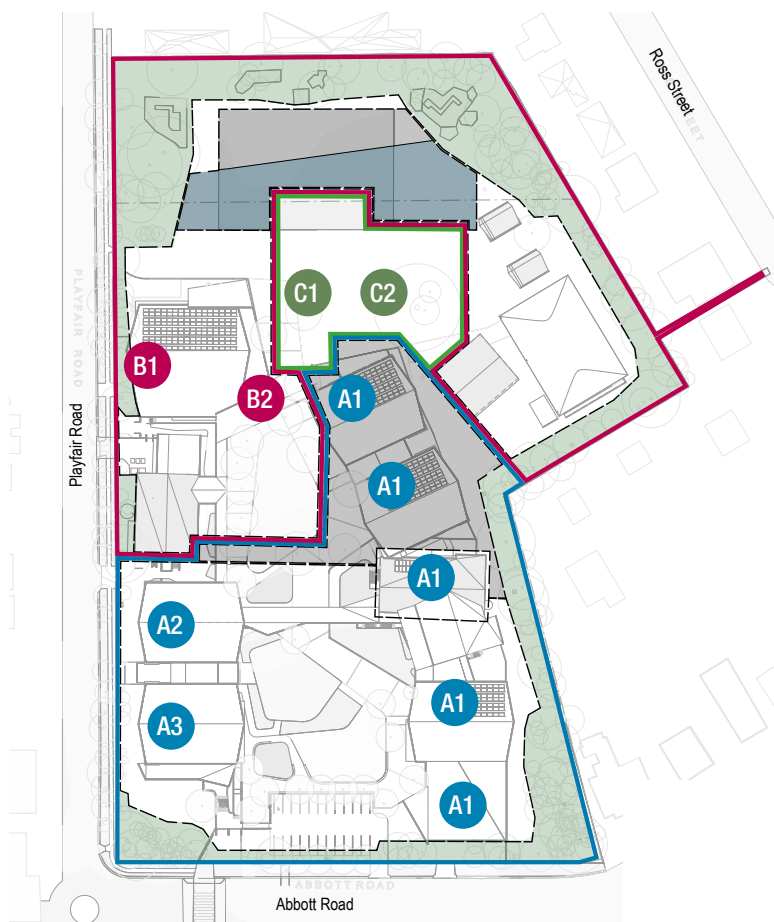 Ross Street
EET
C1
C2
PLAYFAIR ROAD
B1
B2
A1
Playfair Road
A1
A1
A2
A1
A3
A1
ABBOTT ROAD
Abbott Road